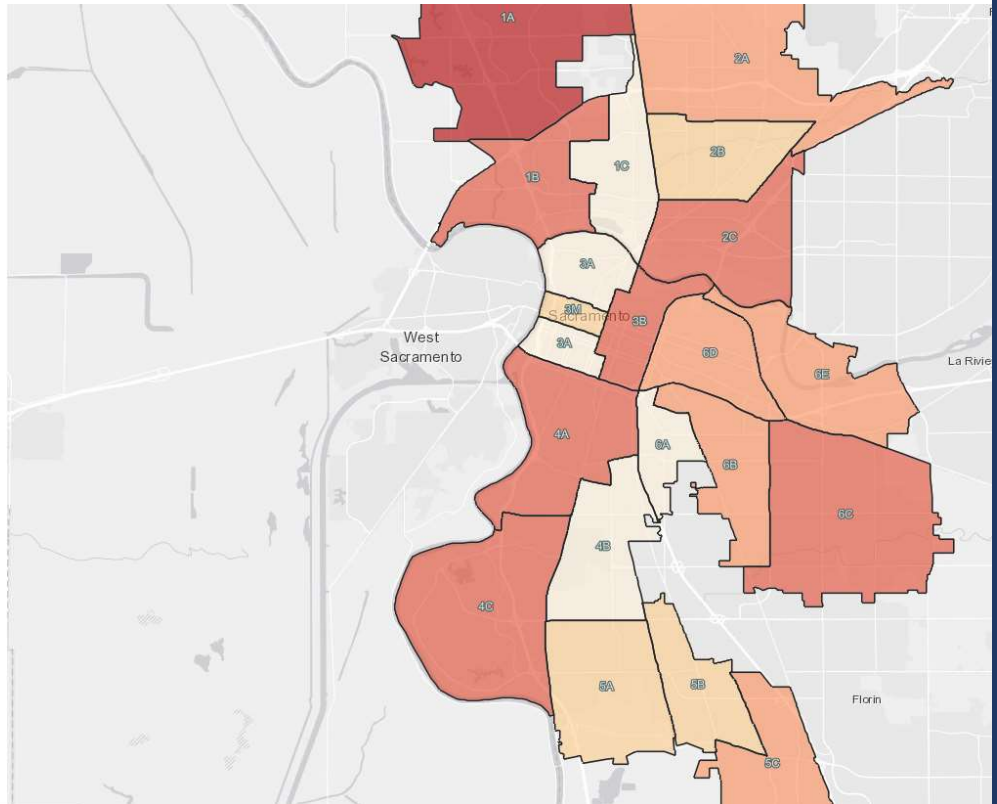 1A
2A
2B
1C
1B
2C
3A
3M
Sacramento
3B
3A
West
Sacramento
6D
La Rivie
6E
4A
6A
6B
6C
4B
4C
5A
5B
Florin
5C